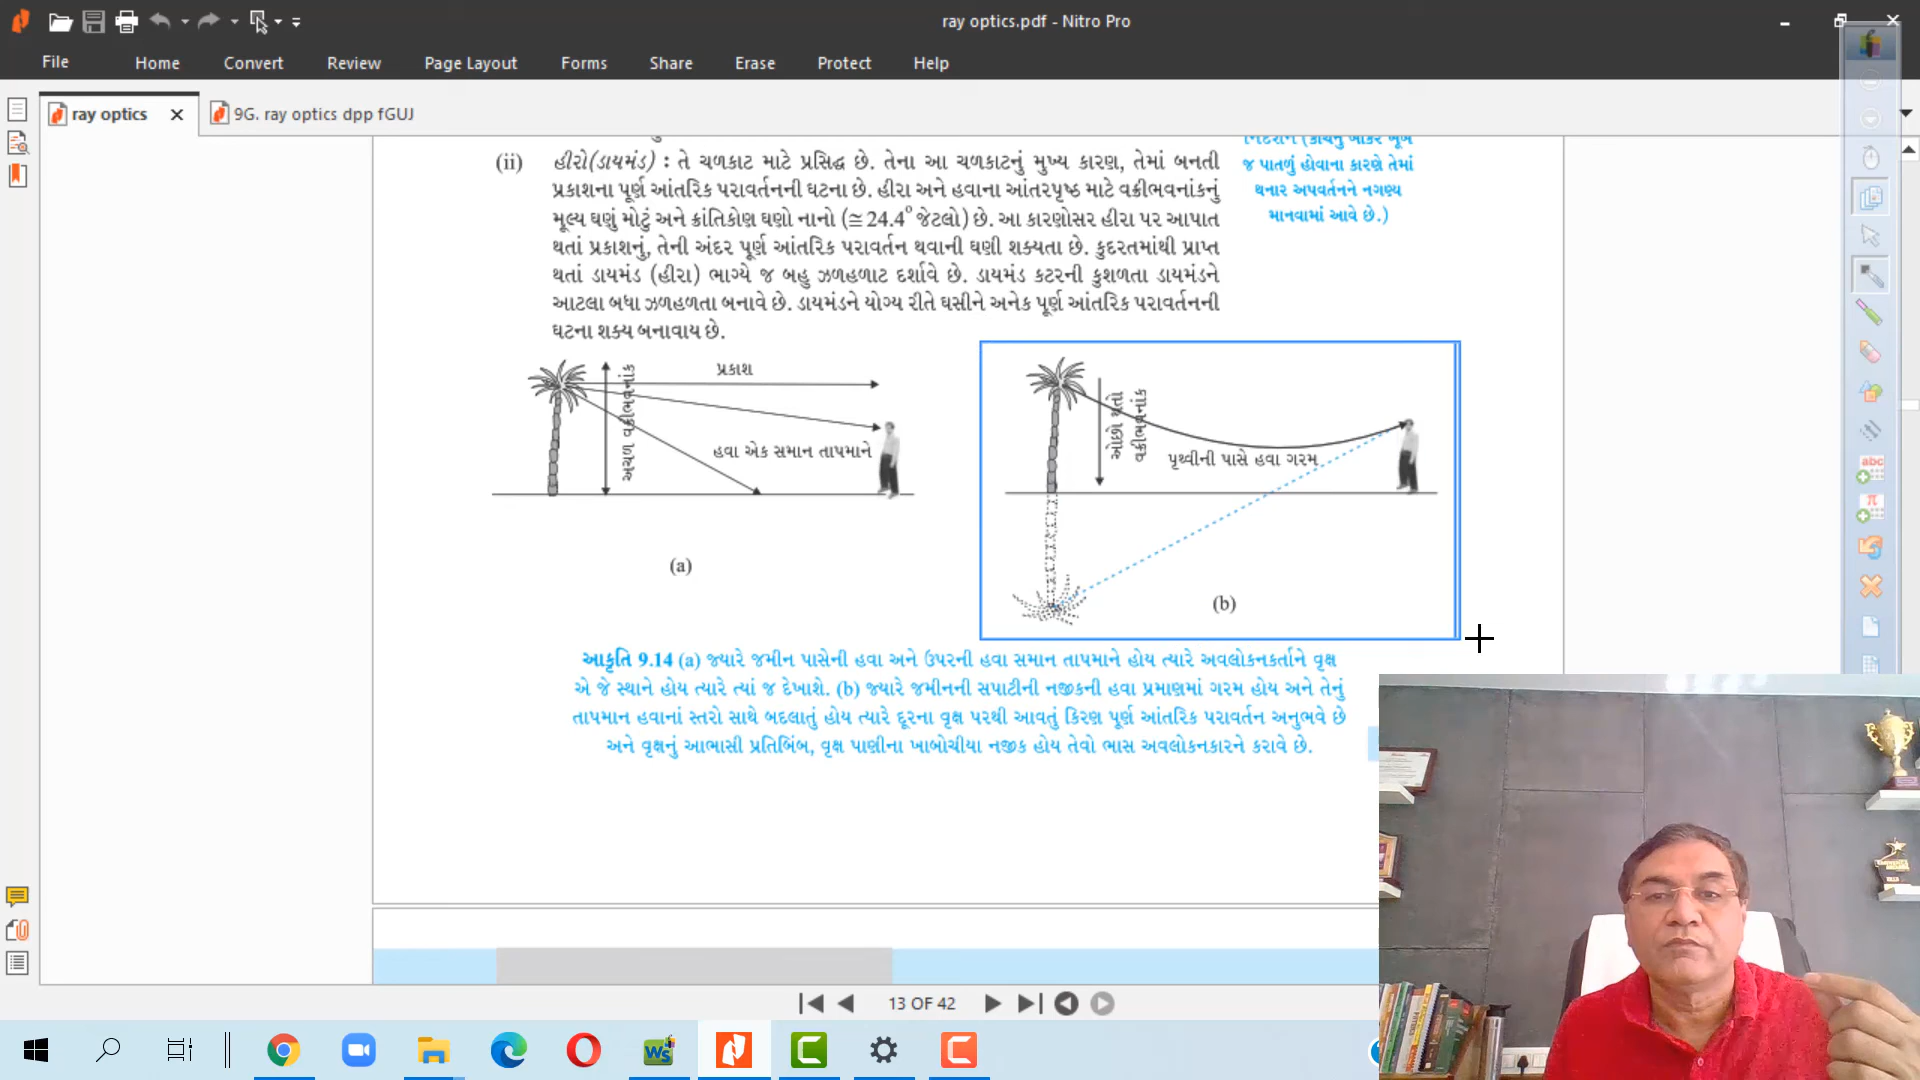 ray optics.pdf - Nitro Pro
File Home Convert Review Page Layout Forms Share Erase Protect Help
ray optics
9G. ray optics dpp fGUJ
(ii) હીરો(ડાયમંડ) : તે ચળકાટ માટે પ્રસિદ્ધ છે. તેના આ ચળકાટનું મુખ્ય કારણ, તેમાં બનતી
પ્રકાશના પૂર્ણ આંતરિક પરાવર્તનની ઘટના છે. હીરા અને હવાના આંતરપૃષ્ઠ માટે વક્રીભવનાંકનું
મૂલ્ય ઘણું મોટું અને ક્રાંતિકોણ ઘણો નાનો (≅ 24.4° જેટલો) છે. આ કારણોસર હીરા પર આપાત
થતાં પ્રકાશનું, તેની અંદર પૂર્ણ આંતરિક પરાવર્તન થવાની ઘણી શક્યતા છે. કુદરતમાંથી પ્રાપ્ત
થતાં ડાયમંડ (હીરા) ભાગ્યે જ બહુ ઝળહળાટ દર્શાવે છે. ડાયમંડ કટરની કુશળતા ડાયમંડને
આટલા બધા ઝળહળતા બનાવે છે. ડાયમંડને યોગ્ય રીતે ઘસીને અનેક પૂર્ણ આંતરિક પરાવર્તનની
ઘટના શક્ય બનાવાય છે.
જ પાતળું હોવાના કારણે તેમાં
થનાર અપવર્તનને નગણ્ય
માનવામાં આવે છે.)
પ્રકાશ
અચળ વક્રીભવનાંક
હવા એક સમાન તાપમાને
(a)
ઓછો થતો
વક્રીભવનાંક
પૃથ્વીની પાસે હવા ગરમ
(b)
આકૃતિ 9.14 (a) જ્યારે જમીન પાસેની હવા અને ઉપરની હવા સમાન તાપમાને હોય ત્યારે અવલોકનકર્તાને વૃક્ષ
એ જે સ્થાને હોય ત્યારે ત્યાં જ દેખાશે. (b) જ્યારે જમીનની સપાટીની નજીકની હવા પ્રમાણમાં ગરમ હોય અને તેનું
તાપમાન હવાનાં સ્તરો સાથે બદલાતું હોય ત્યારે દૂરના વૃક્ષ પરથી આવતું કિરણ પૂર્ણ આંતરિક પરાવર્તન અનુભવે છે
અને વૃક્ષનું આભાસી પ્રતિબિંબ, વૃક્ષ પાણીના ખાબોચીયા નજીક હોય તેવો ભાસ અવલોકનકારને કરાવે છે.
abc
π
13 OF 42